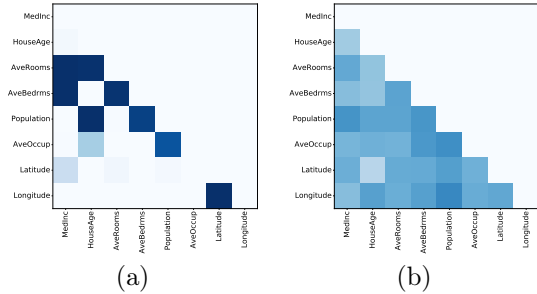 MedInc
HouseAge
AveRooms
AveBedrms
Population
AveOccup
Latitude
Longitude
MedInc
HouseAge
AveRooms
AveBedrms
Population
AveOccup
Latitude
Longitude
(a)
MedInc
HouseAge
AveRooms
AveBedrms
Population
AveOccup
Latitude
Longitude
MedInc
HouseAge
AveRooms
AveBedrms
Population
AveOccup
Latitude
Longitude
(b)